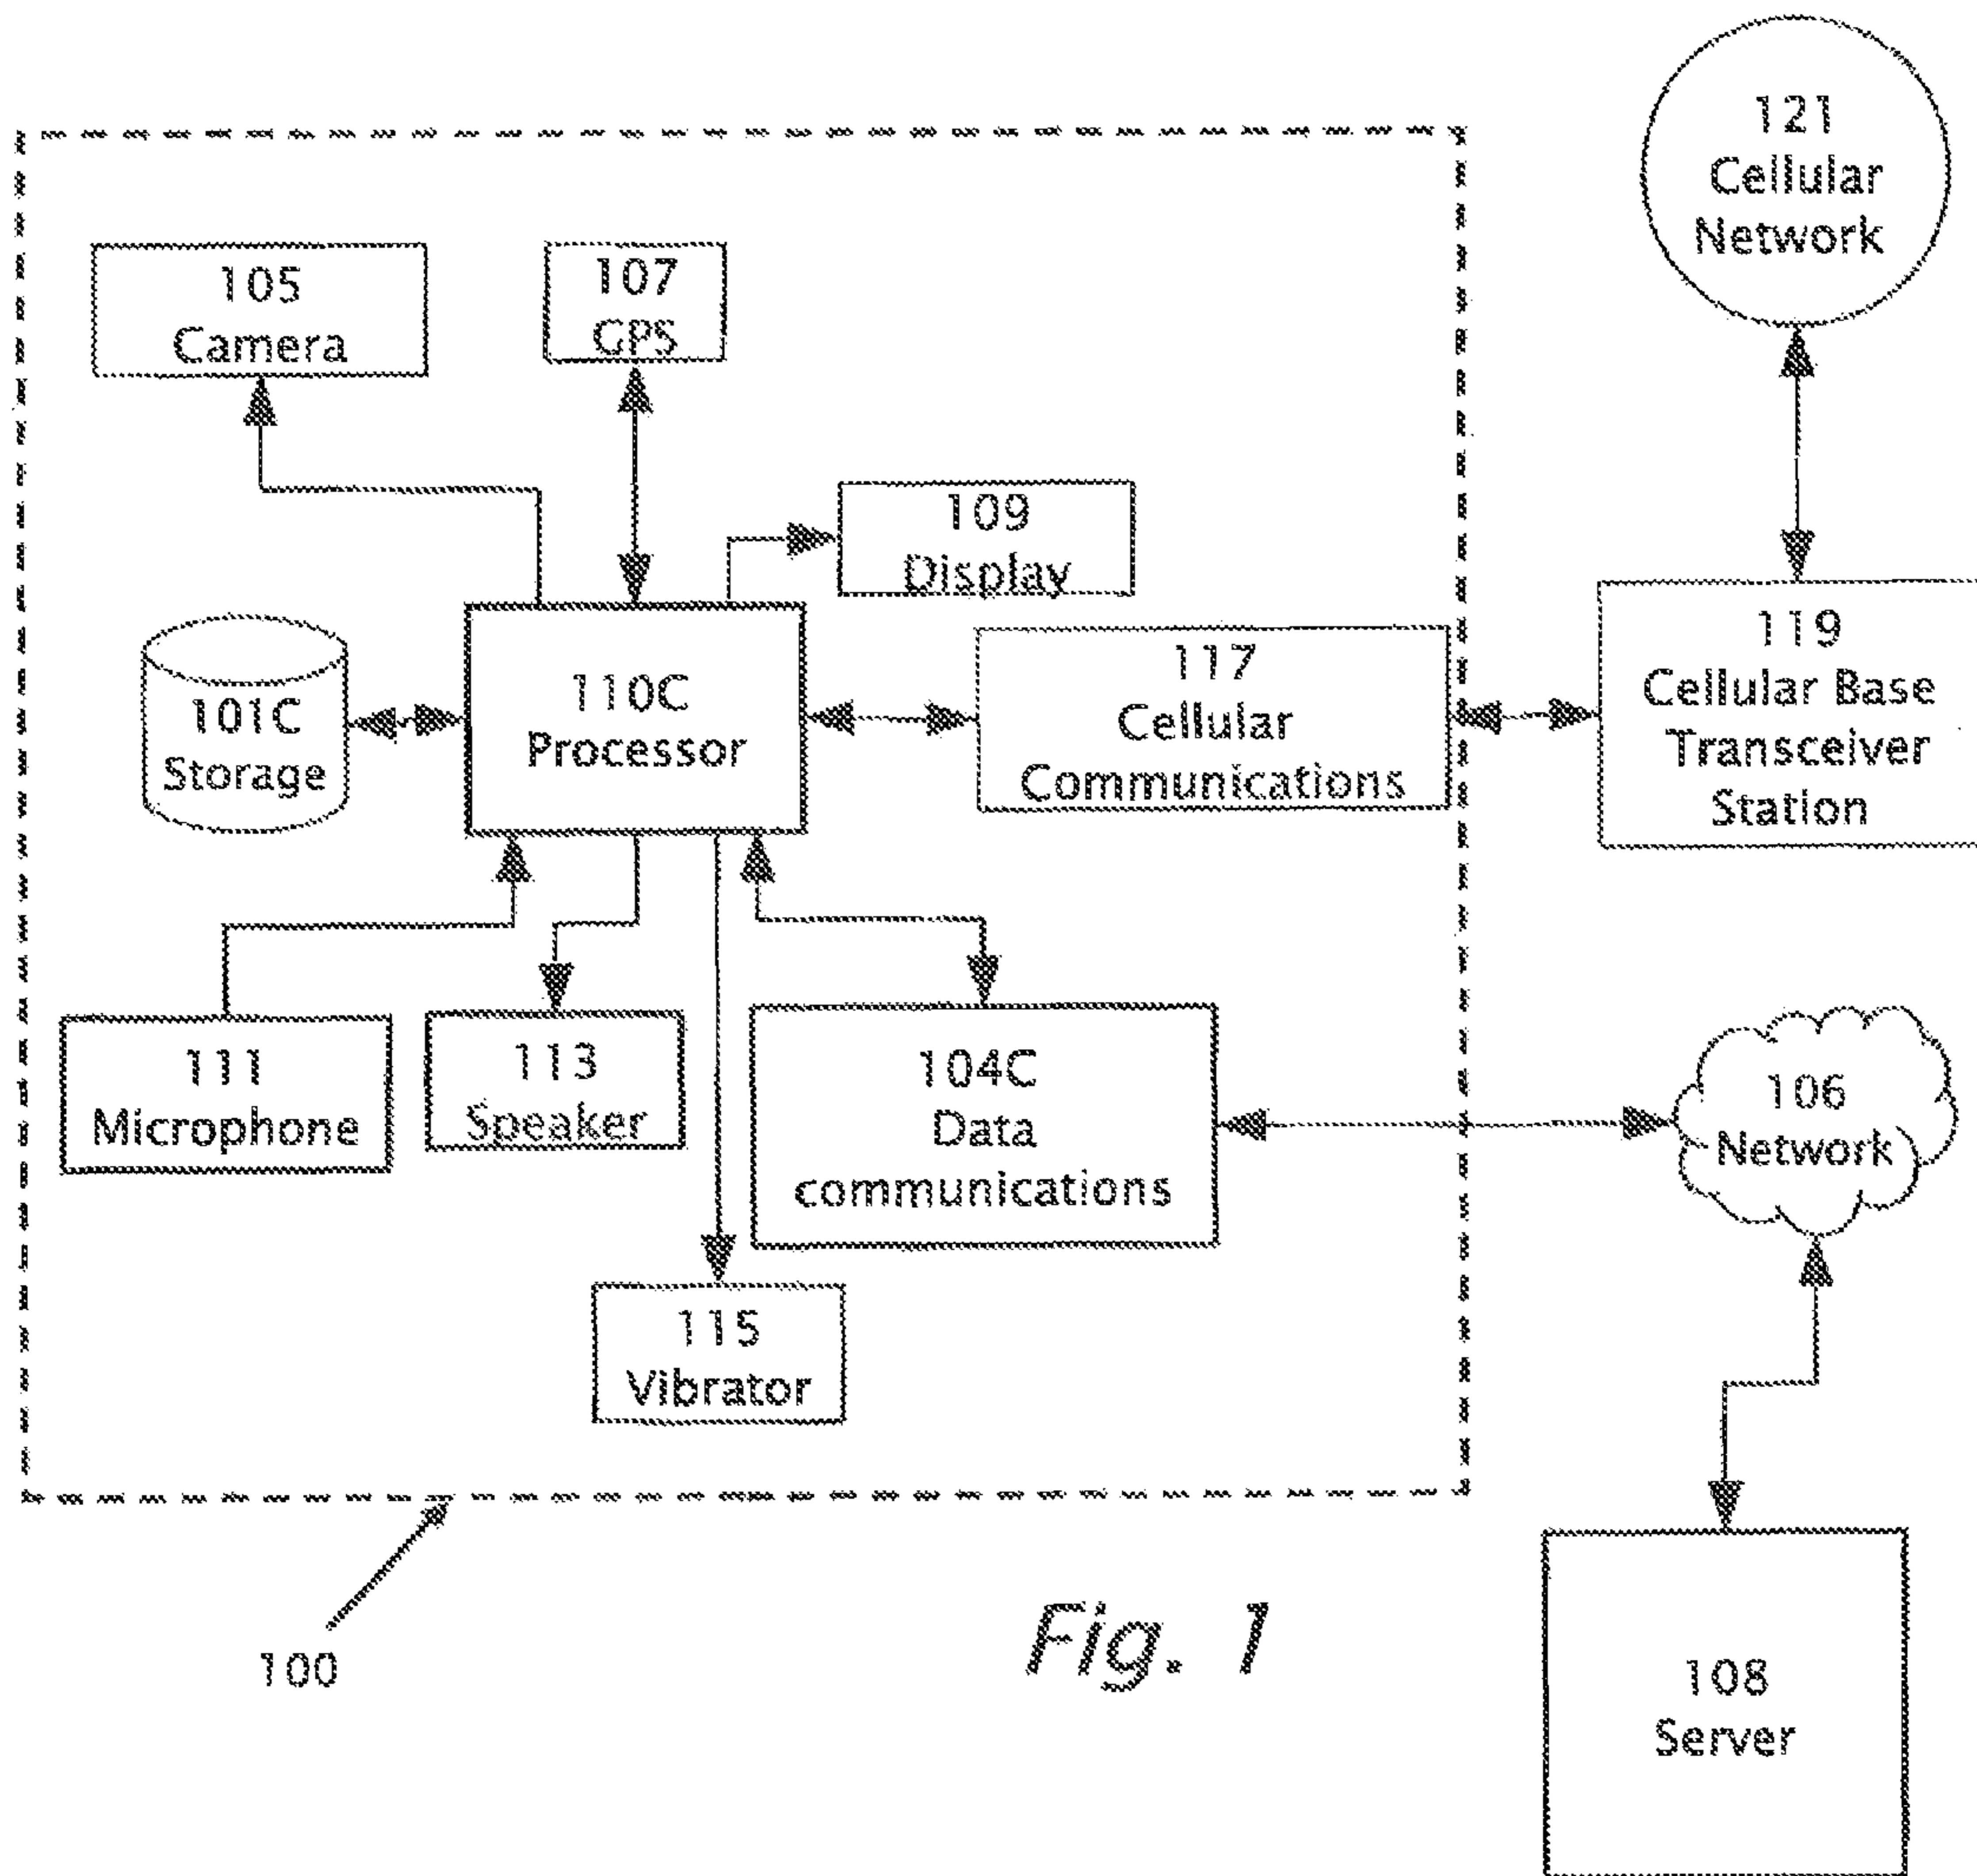 121
Cellular
Network
105
Camera
107
GPS
109
Display
101C
Storage
110C
Processor
117
Cellular
Communications
119
Cellular Base
Transceiver
Station
111
Microphone
113
Speaker
104C
Data
communications
106
Network
115
Vibrator
100
Fig. 1
108
Server